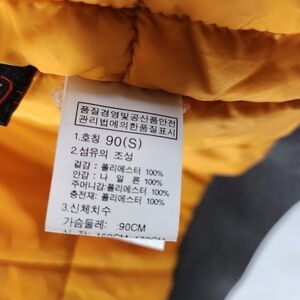 품질경영및공산품안전
관리법에의한품질표시
1.호칭 90(S)
2.섬유의 조성
겉감 : 폴리에스터 100%
안감 : 나 일 론 100%
주머니감:폴리에스터 100%
충전재: 폴리에스터 100%
3.신체치수
가슴둘레: 90CM